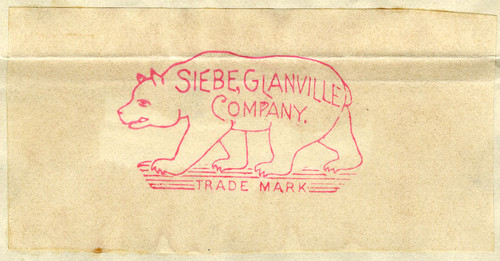 SIEBE, GLANVILLE
COMPANY.
TRADE MARK